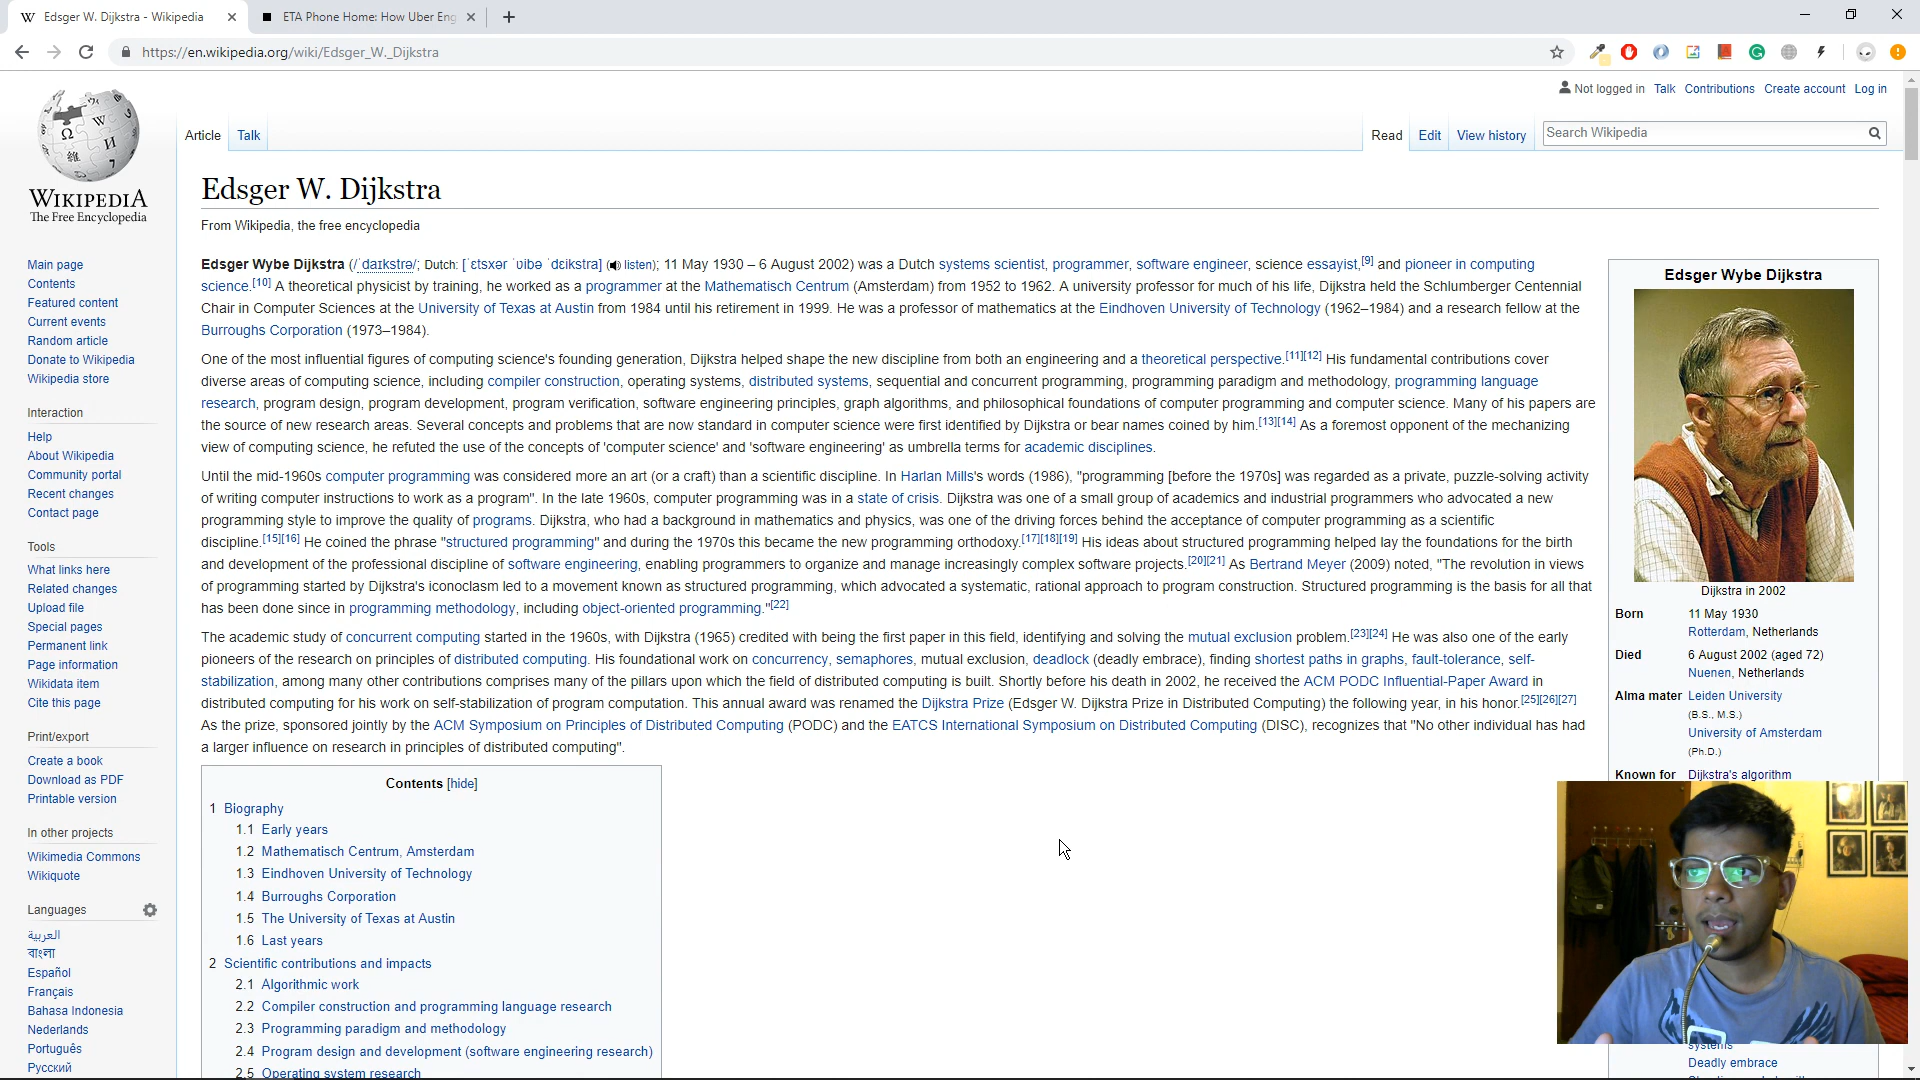 Edsger W. Dijkstra - Wikipedia
ETA Phone Home: How Uber Eng
https://en.wikipedia.org/wiki/Edsger_W._Dijkstra
Not logged in Talk Contributions Create account Log in
Article Talk
Read Edit View history
Search Wikipedia
WIKIPEDIA
The Free Encyclopedia
Main page
Contents
Featured content
Current events
Random article
Donate to Wikipedia
Wikipedia store
Interaction
Help
About Wikipedia
Community portal
Recent changes
Contact page
Tools
What links here
Related changes
Upload file
Special pages
Permanent link
Page information
Wikidata item
Cite this page
Print/export
Create a book
Download as PDF
Printable version
In other projects
Wikimedia Commons
Wikiquote
Languages
العربية
বাংলা
Español
Français
Bahasa Indonesia
Nederlands
Português
Русский
Edsger W. Dijkstra
From Wikipedia, the free encyclopedia
Edsger Wybe Dijkstra (/ˈdaɪkstrə/; Dutch: [ˈɛtsxər ˈʋibə ˈdɛikstra] (listen); 11 May 1930 – 6 August 2002) was a Dutch systems scientist, programmer, software engineer, science essayist,[9] and pioneer in computing
science.[10] A theoretical physicist by training, he worked as a programmer at the Mathematisch Centrum (Amsterdam) from 1952 to 1962. A university professor for much of his life, Dijkstra held the Schlumberger Centennial
Chair in Computer Sciences at the University of Texas at Austin from 1984 until his retirement in 1999. He was a professor of mathematics at the Eindhoven University of Technology (1962–1984) and a research fellow at the
Burroughs Corporation (1973–1984).
One of the most influential figures of computing science's founding generation, Dijkstra helped shape the new discipline from both an engineering and a theoretical perspective.[11][12] His fundamental contributions cover
diverse areas of computing science, including compiler construction, operating systems, distributed systems, sequential and concurrent programming, programming paradigm and methodology, programming language
research, program design, program development, program verification, software engineering principles, graph algorithms, and philosophical foundations of computer programming and computer science. Many of his papers are
the source of new research areas. Several concepts and problems that are now standard in computer science were first identified by Dijkstra or bear names coined by him.[13][14] As a foremost opponent of the mechanizing
view of computing science, he refuted the use of the concepts of 'computer science' and 'software engineering' as umbrella terms for academic disciplines.
Until the mid-1960s computer programming was considered more an art (or a craft) than a scientific discipline. In Harlan Mills's words (1986), "programming [before the 1970s] was regarded as a private, puzzle-solving activity
of writing computer instructions to work as a program". In the late 1960s, computer programming was in a state of crisis. Dijkstra was one of a small group of academics and industrial programmers who advocated a new
programming style to improve the quality of programs. Dijkstra, who had a background in mathematics and physics, was one of the driving forces behind the acceptance of computer programming as a scientific
discipline.[15][16] He coined the phrase "structured programming" and during the 1970s this became the new programming orthodoxy.[17][18][19] His ideas about structured programming helped lay the foundations for the birth
and development of the professional discipline of software engineering, enabling programmers to organize and manage increasingly complex software projects.[20][21] As Bertrand Meyer (2009) noted, "The revolution in views
of programming started by Dijkstra's iconoclasm led to a movement known as structured programming, which advocated a systematic, rational approach to program construction. Structured programming is the basis for all that
has been done since in programming methodology, including object-oriented programming."[22]
The academic study of concurrent computing started in the 1960s, with Dijkstra (1965) credited with being the first paper in this field, identifying and solving the mutual exclusion problem.[23][24] He was also one of the early
pioneers of the research on principles of distributed computing. His foundational work on concurrency, semaphores, mutual exclusion, deadlock (deadly embrace), finding shortest paths in graphs, fault-tolerance, self-
stabilization, among many other contributions comprises many of the pillars upon which the field of distributed computing is built. Shortly before his death in 2002, he received the ACM PODC Influential-Paper Award in
distributed computing for his work on self-stabilization of program computation. This annual award was renamed the Dijkstra Prize (Edsger W. Dijkstra Prize in Distributed Computing) the following year, in his honor.[25][26][27]
As the prize, sponsored jointly by the ACM Symposium on Principles of Distributed Computing (PODC) and the EATCS International Symposium on Distributed Computing (DISC), recognizes that "No other individual has had
a larger influence on research in principles of distributed computing".
Contents [hide]
1 Biography
1.1 Early years
1.2 Mathematisch Centrum, Amsterdam
1.3 Eindhoven University of Technology
1.4 Burroughs Corporation
1.5 The University of Texas at Austin
1.6 Last years
2 Scientific contributions and impacts
2.1 Algorithmic work
2.2 Compiler construction and programming language research
2.3 Programming paradigm and methodology
2.4 Program design and development (software engineering research)
2.5 Operating system research
Edsger Wybe Dijkstra
Dijkstra in 2002
Born 11 May 1930
Rotterdam, Netherlands
Died 6 August 2002 (aged 72)
Nuenen, Netherlands
Alma mater Leiden University
(B.S., M.S.)
University of Amsterdam
(Ph.D.)
Known for Dijkstra's algorithm
systems
Deadly embrace